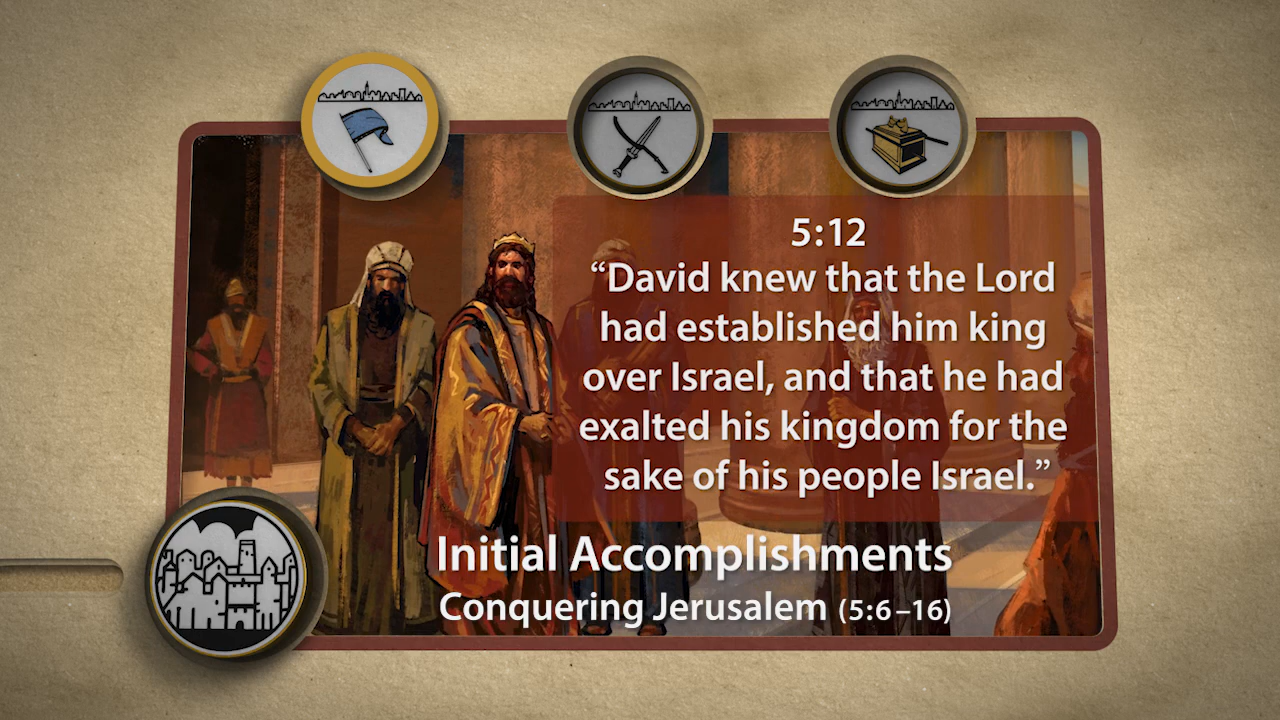 5:12
“David knew that the Lord
had established him king
over Israel, and that he had
exalted his kingdom for the
sake of his people Israel.”
Initial Accomplishments
Conquering Jerusalem (5:6–16)